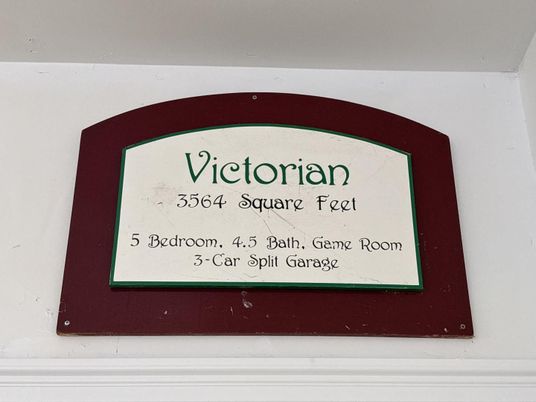 Victorian
3564 Square Feet
5 Bedroom, 4.5 Bath, Game Room
3-Car Split Garage